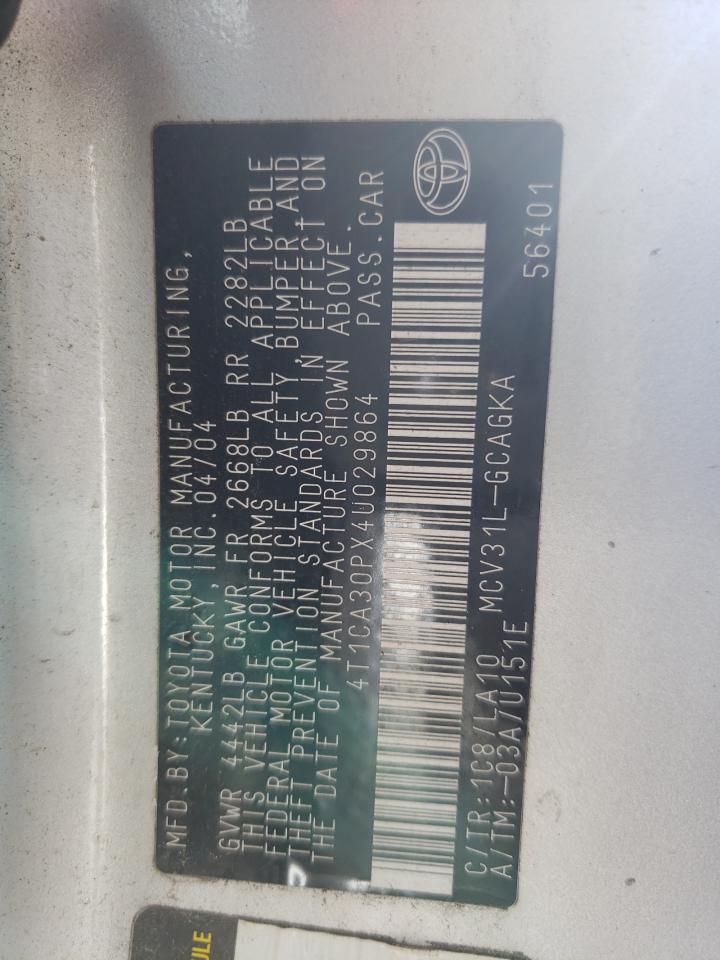 MFD.BY:TOYOTA MOTOR MANUFACTURING,
KENTUCKY, INC.04/04
GVWR 4442LB GAWR FR 2668LB RR 2282LB
THIS VEHICLE CONFORMS TO ALL APPLICABLE
FEDERAL MOTOR VEHICLE SAFETY, BUMPER, AND
THEFT PREVENTION STANDARDS IN EFFECT ON
THE DATE OF MANUFACTURE SHOWN ABOVE.
4T1CA30PX4U029864 PASS.CAR
C/TR:1C8/LA10 MCV31L-GCAGKA
A/TM:-03A/U151E 56401
ULE